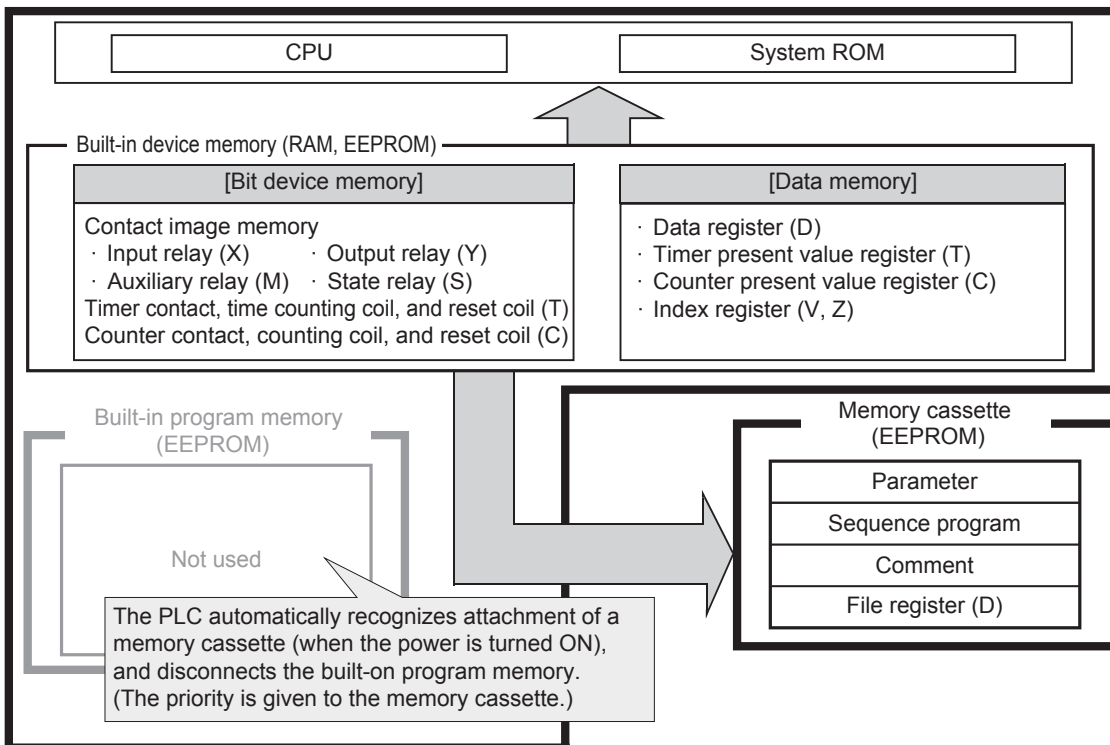 CPU
System ROM
Built-in device memory (RAM, EEPROM)
[Bit device memory]
Contact image memory
· Input relay (X) · Output relay (Y)
· Auxiliary relay (M) · State relay (S)
Timer contact, time counting coil, and reset coil (T)
Counter contact, counting coil, and reset coil (C)
[Data memory]
· Data register (D)
· Timer present value register (T)
· Counter present value register (C)
· Index register (V, Z)
Built-in program memory
(EEPROM)
Not used
The PLC automatically recognizes attachment of a
memory cassette (when the power is turned ON),
and disconnects the built-on program memory.
(The priority is given to the memory cassette.)
Memory cassette
(EEPROM)
Parameter
Sequence program
Comment
File register (D)